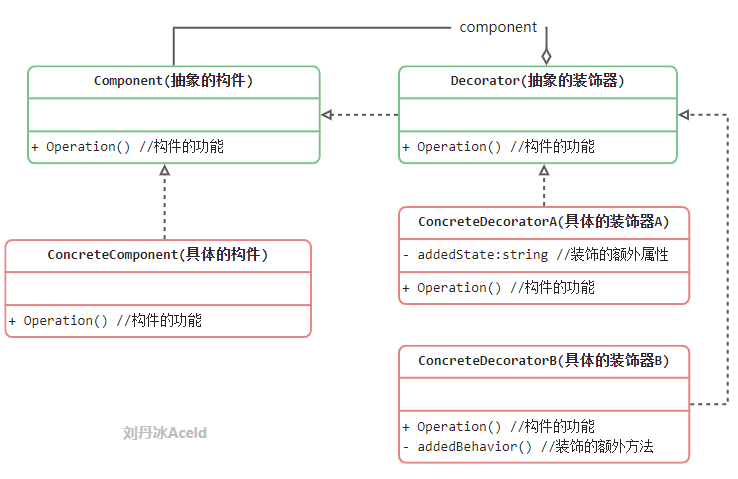 component
Component(抽象的构件)
+ Operation() //构件的功能
Decorator(抽象的装饰器)
+ Operation() //构件的功能
ConcreteComponent(具体的构件)
+ Operation() //构件的功能
ConcreteDecoratorA(具体的装饰器A)
- addedState:string //装饰的额外属性
+ Operation() //构件的功能
ConcreteDecoratorB(具体的装饰器B)
+ Operation() //构件的功能
- addedBehavior() //装饰的额外方法
刘丹冰Aceld